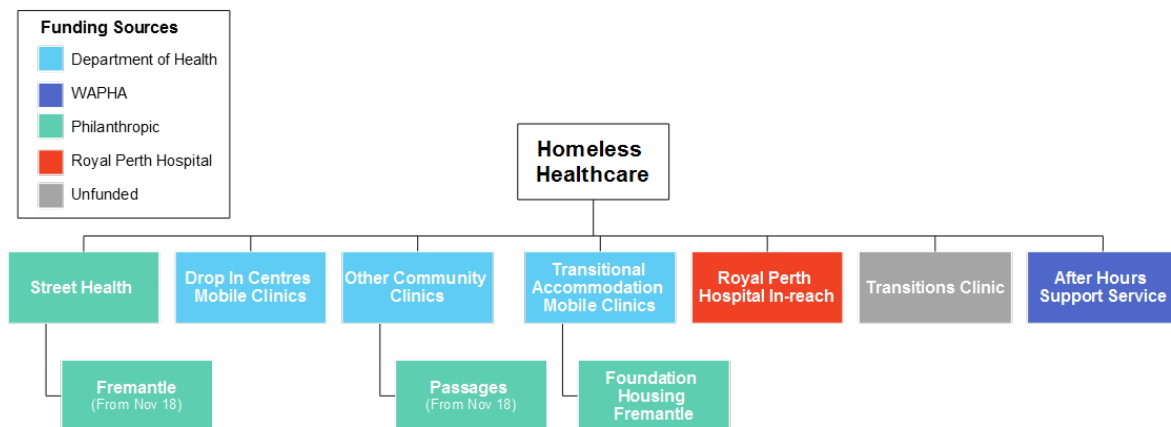 Funding Sources
Department of Health
WAPHA
Philanthropic
Royal Perth Hospital
Unfunded
Homeless
Healthcare
Street Health
Drop In Centres
Mobile Clinics
Other Community
Clinics
Transitional
Accommodation
Mobile Clinics
Royal Perth
Hospital In-reach
Transitions Clinic
After Hours
Support Service
Fremantle
(From Nov 18)
Passages
(From Nov 18)
Foundation
Housing
Fremantle